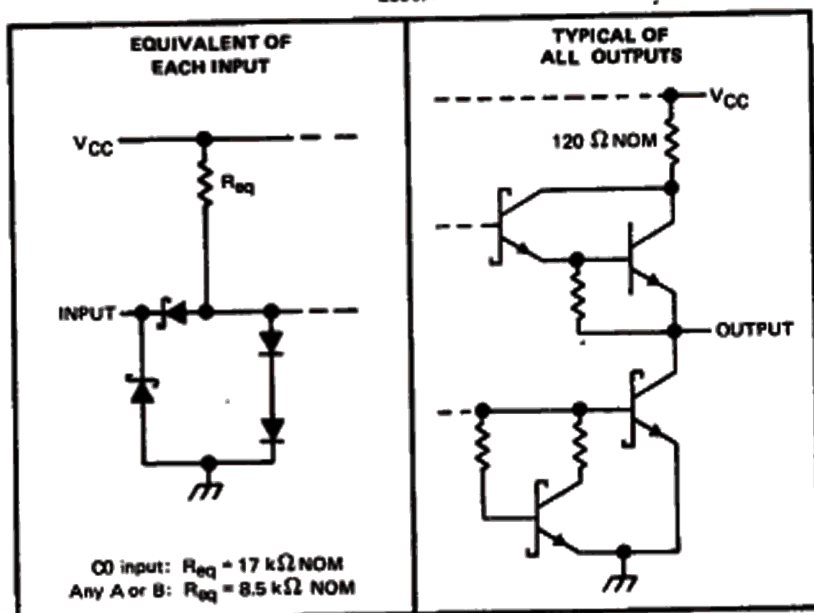 EQUIVALENT OF
EACH INPUT
VCC
Req
INPUT
C0 input: Req = 17 kΩ NOM
Any A or B: Req = 8.5 kΩ NOM
TYPICAL OF
ALL OUTPUTS
VCC
120 Ω NOM
OUTPUT